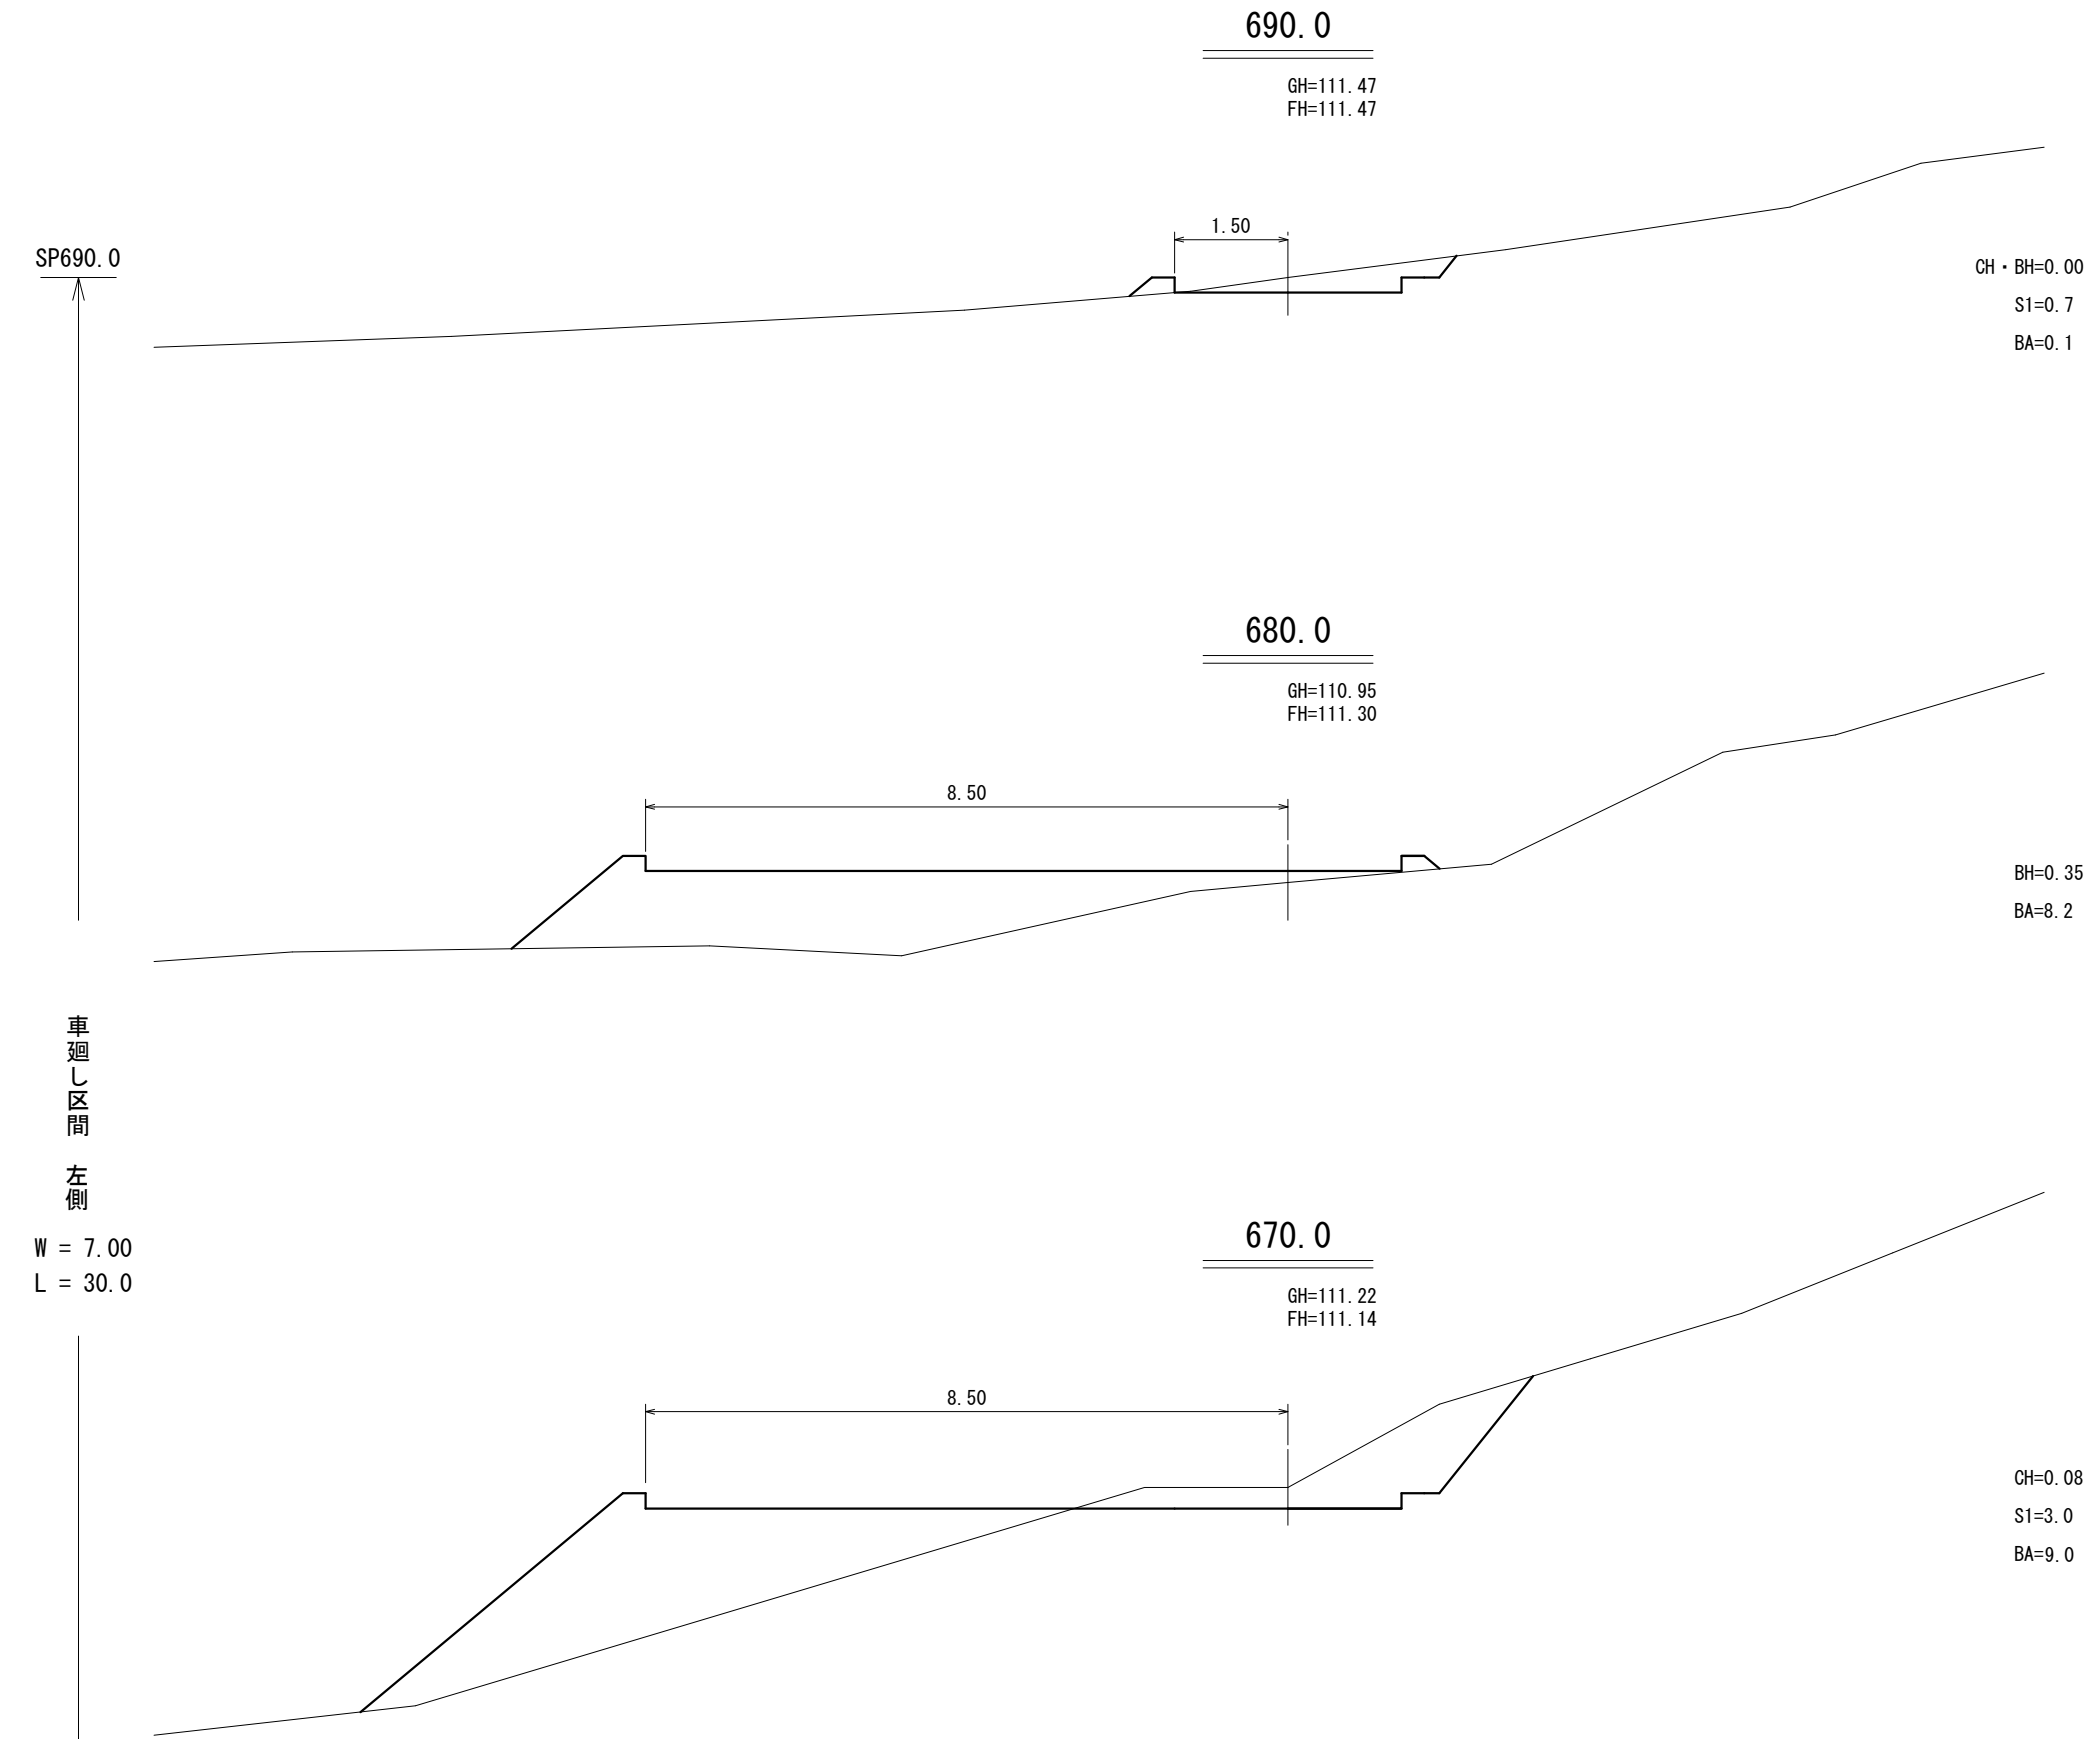 690.0
GH=111.47
FH=111.47
1.50
SP690.0
CH・BH=0.00
S1=0.7
BA=0.1
680.0
GH=110.95
FH=111.30
8.50
BH=0.35
BA=8.2
車廻し区間 左側
W = 7.00
L = 30.0
670.0
GH=111.22
FH=111.14
8.50
CH=0.08
S1=3.0
BA=9.0